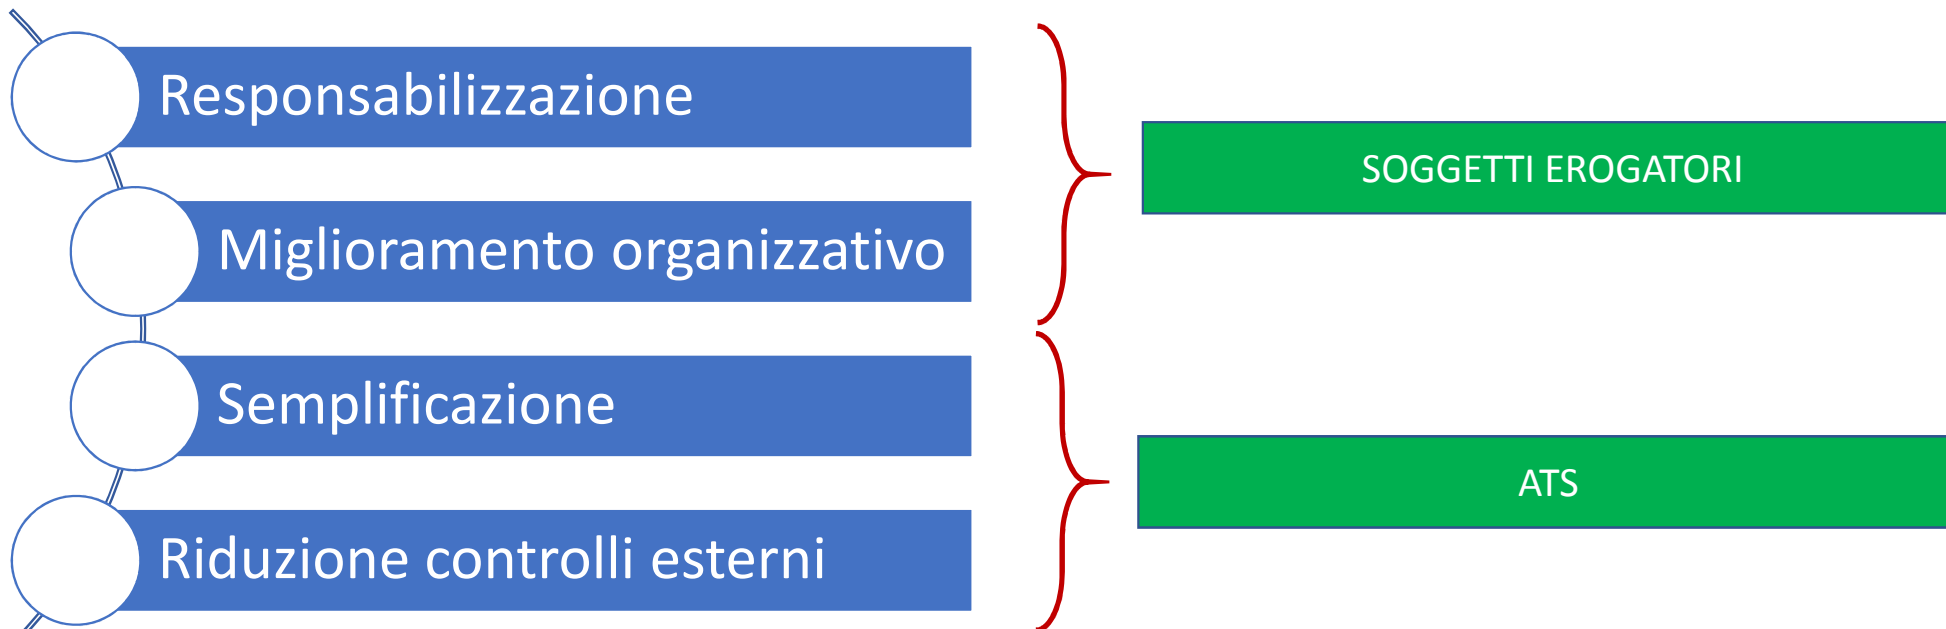 Responsabilizzazione
Miglioramento organizzativo
SOGGETTI EROGATORI
Semplificazione
Riduzione controlli esterni
ATS